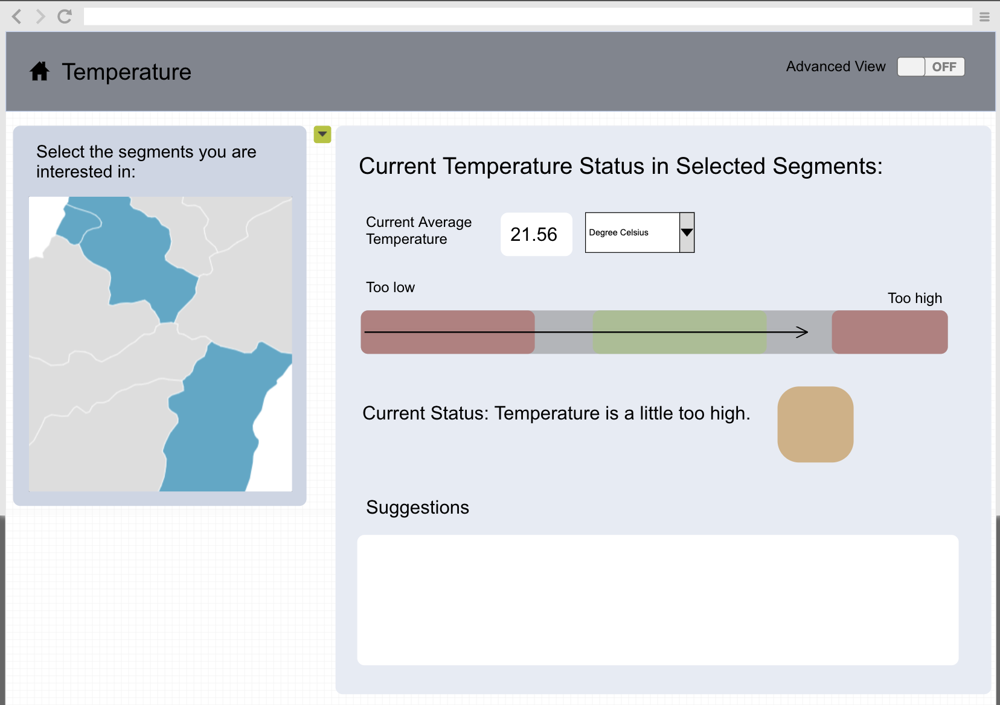 Temperature
Advanced View
OFF
Select the segments you are
interested in:
Current Temperature Status in Selected Segments:
Current Average
Temperature
21.56
Degree Celsius
Too low
Too high
Current Status: Temperature is a little too high.
Suggestions